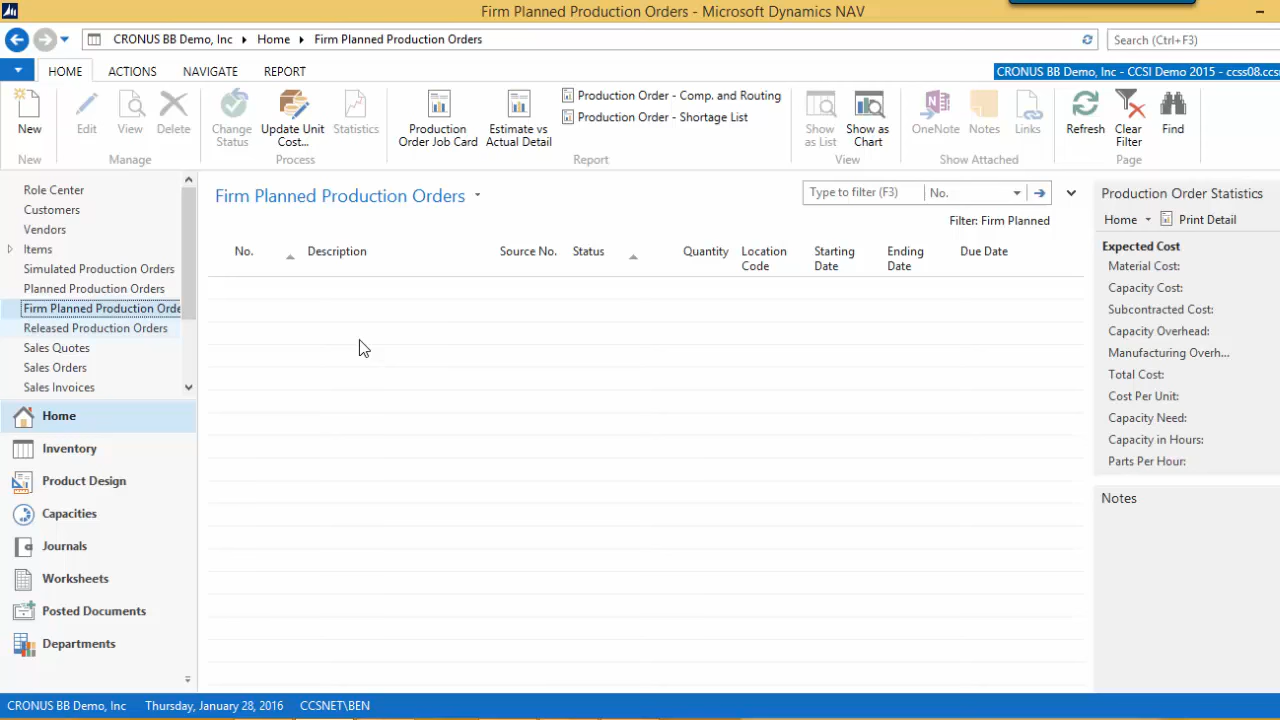 Firm Planned Production Orders - Microsoft Dynamics NAV
CRONUS BB Demo, Inc
Home
Firm Planned Production Orders
Search (Ctrl+F3)
HOME
ACTIONS
NAVIGATE
REPORT
CRONUS BB Demo, Inc - CCSI Demo 2015 - ccss08.ccsi
New
Edit
View
Delete
Change
Status
Update Unit
Cost...
Statistics
Production
Order Job Card
Estimate vs
Actual Detail
Production Order - Comp. and Routing
Production Order - Shortage List
Show
as List
Show as
Chart
OneNote
Notes
Links
Refresh
Clear
Filter
Find
New
Manage
Process
Report
View
Show Attached
Page
Role Center
Customers
Vendors
Items
Simulated Production Orders
Planned Production Orders
Firm Planned Production Orde
Released Production Orders
Sales Quotes
Sales Orders
Sales Invoices
Home
Inventory
Product Design
Capacities
Journals
Worksheets
Posted Documents
Departments
Firm Planned Production Orders
Type to filter (F3)
No.
Filter: Firm Planned
No.
Description
Source No.
Status
Quantity
Location
Code
Starting
Date
Ending
Date
Due Date
Production Order Statistics
Home
Print Detail
Expected Cost
Material Cost:
Capacity Cost:
Subcontracted Cost:
Capacity Overhead:
Manufacturing Overh...
Total Cost:
Cost Per Unit:
Capacity Need:
Capacity in Hours:
Parts Per Hour:
Notes
CRONUS BB Demo, Inc
Thursday, January 28, 2016
CCSNET\BEN